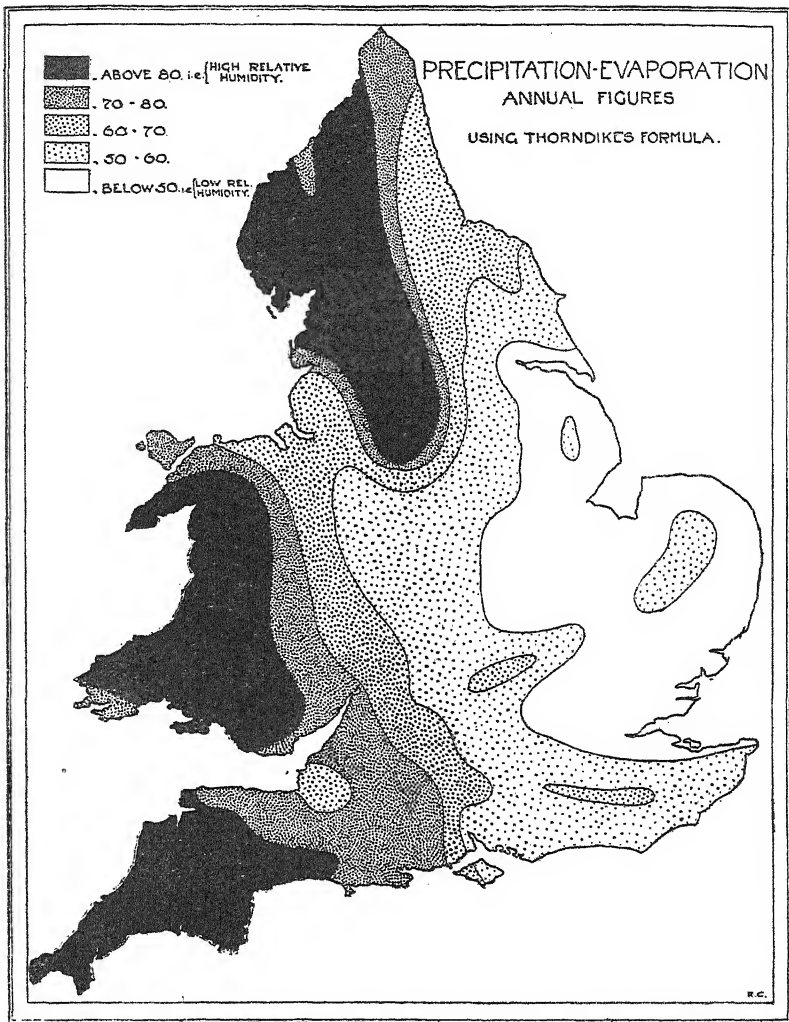 PRECIPITATION-EVAPORATION
ANNUAL FIGURES
USING THORNDIKE'S FORMULA.
. ABOVE 80. i.e. {HIGH RELATIVE HUMIDITY.
. 70 - 80.
. 60 - 70.
. 50 - 60.
. BELOW 50. i.e. {LOW REL. HUMIDITY.
R.C.